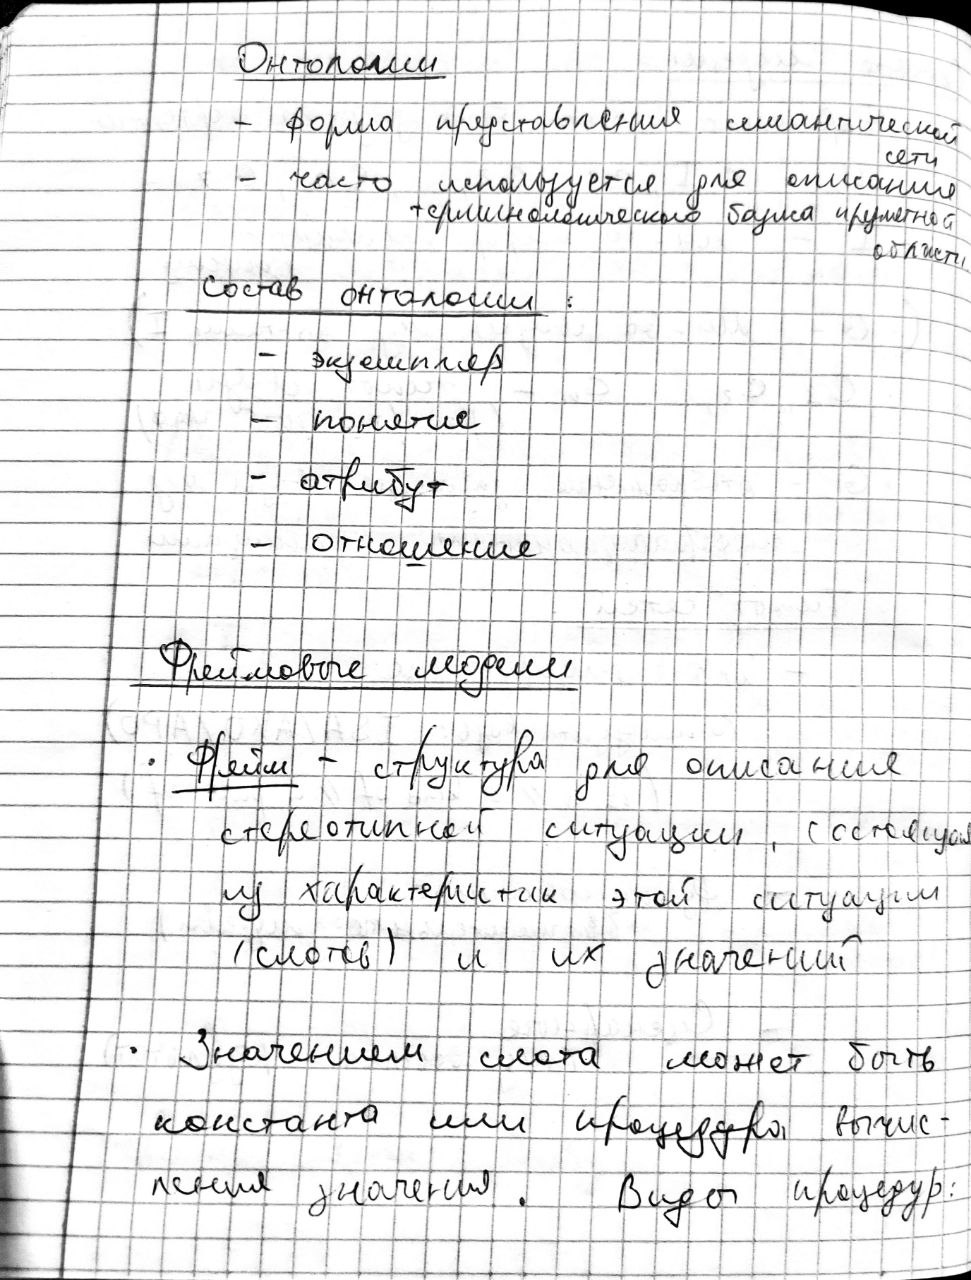 Онтологии
- форма представления семантической
сети
- часто используется для описания
терминологического базиса предметной
области
состав онтологии :
- экземпляр
- понятие
- атрибут
- отношение
Фреймовые модели
· Фрейм - структура для описания
стереотипной ситуации, состоящая
из характеристик этой ситуации
(слотов) и их значений
· Значением слота может быть
константа или процедура вычис-
ления значения. Виды процедур: